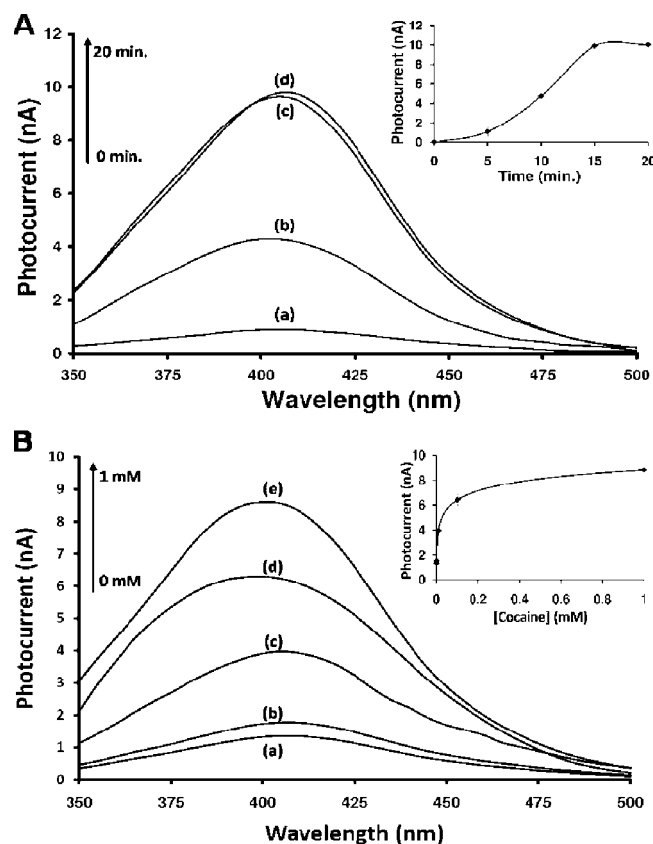 A
20 min.
0 min.
Photocurrent (nA)
12
10
8
6
4
2
0
350
375
400
425
450
475
500
Wavelength (nm)
(d)
(c)
(b)
(a)
Photocurrent (nA)
12
10
8
6
4
2
0
0
5
10
15
20
Time (min.)
B
1 mM
0 mM
Photocurrent (nA)
10
9
8
7
6
5
4
3
2
1
0
350
375
400
425
450
475
500
Wavelength (nm)
(e)
(d)
(c)
(b)
(a)
Photocurrent (nA)
10
8
6
4
2
0
0
0.2
0.4
0.6
0.8
1
[Cocaine] (mM)